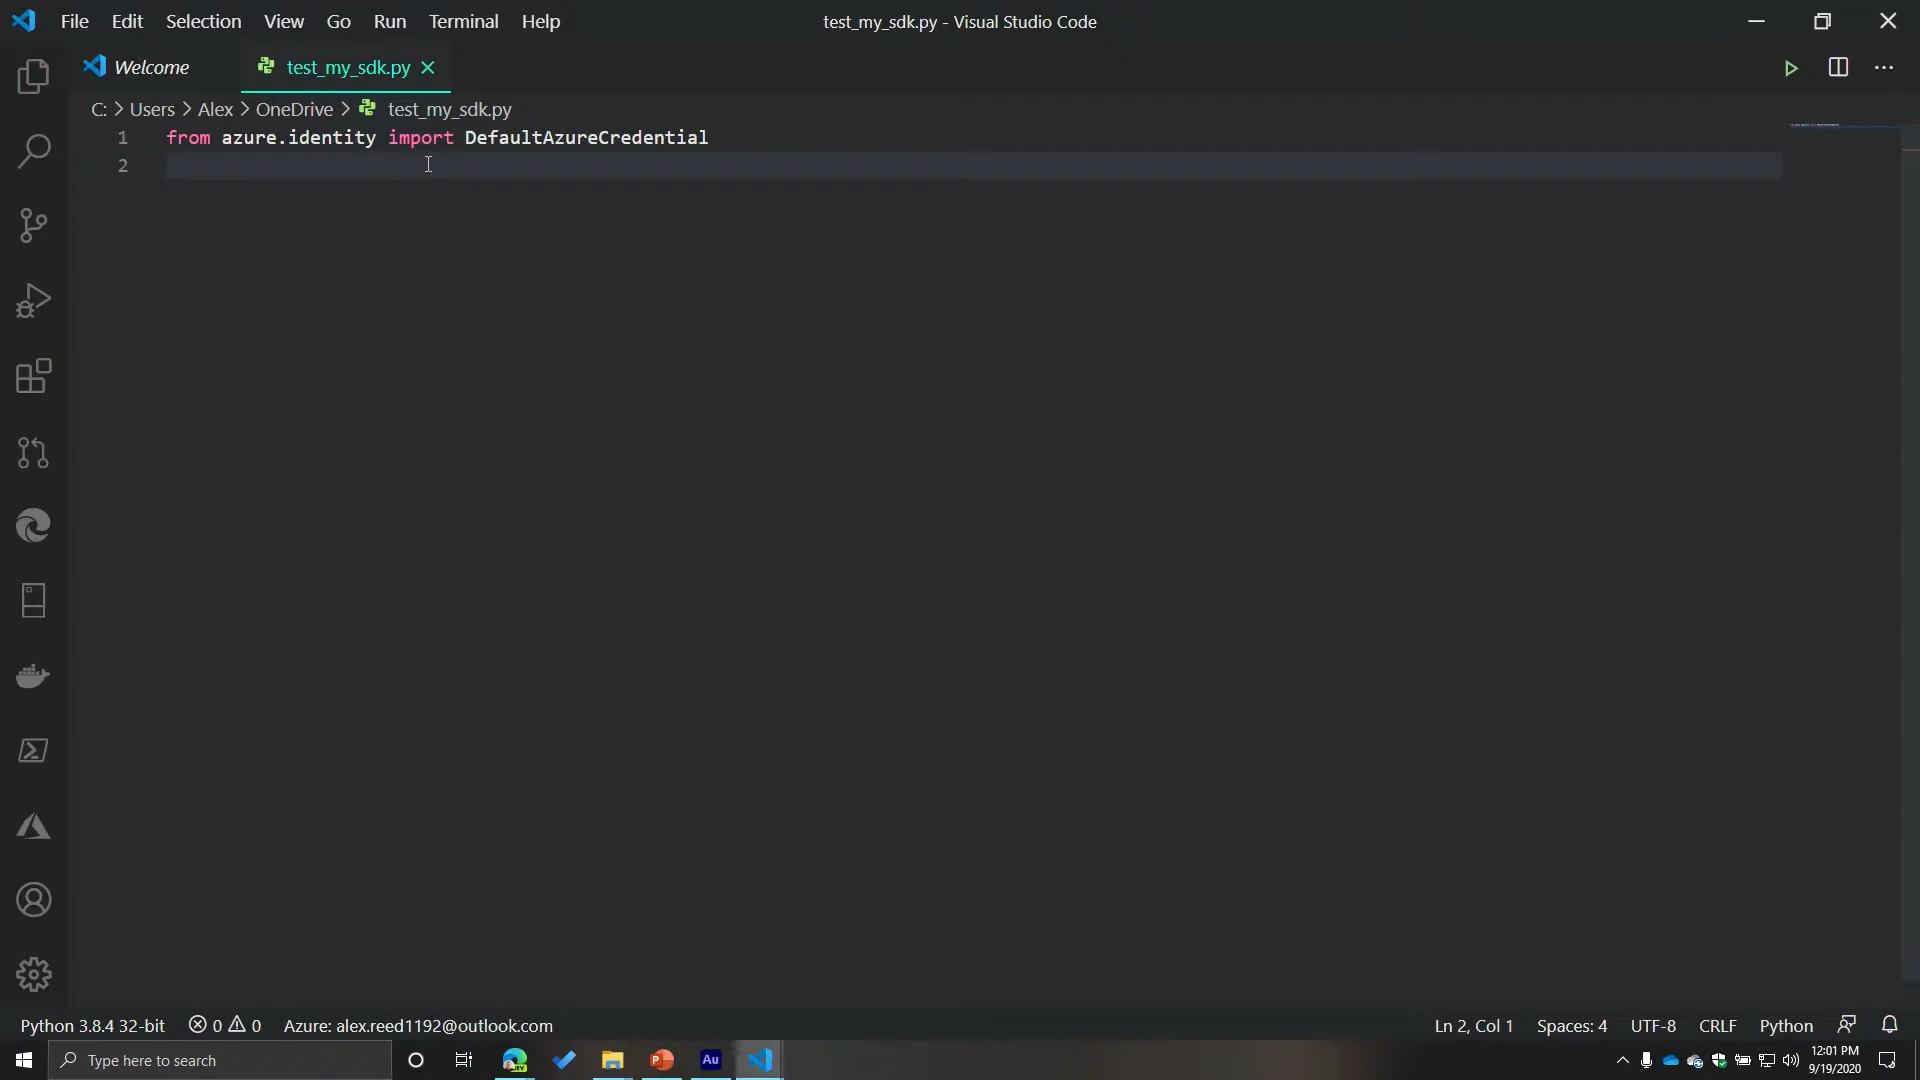 File Edit Selection View Go Run Terminal Help
test_my_sdk.py - Visual Studio Code
Welcome
test_my_sdk.py
C: > Users > Alex > OneDrive > test_my_sdk.py
1 from azure.identity import DefaultAzureCredential
2
Python 3.8.4 32-bit 0 0 Azure: alex.reed1192@outlook.com
Ln 2, Col 1 Spaces: 4 UTF-8 CRLF Python
Type here to search
DEV
P
Au
12:01 PM
9/19/2020